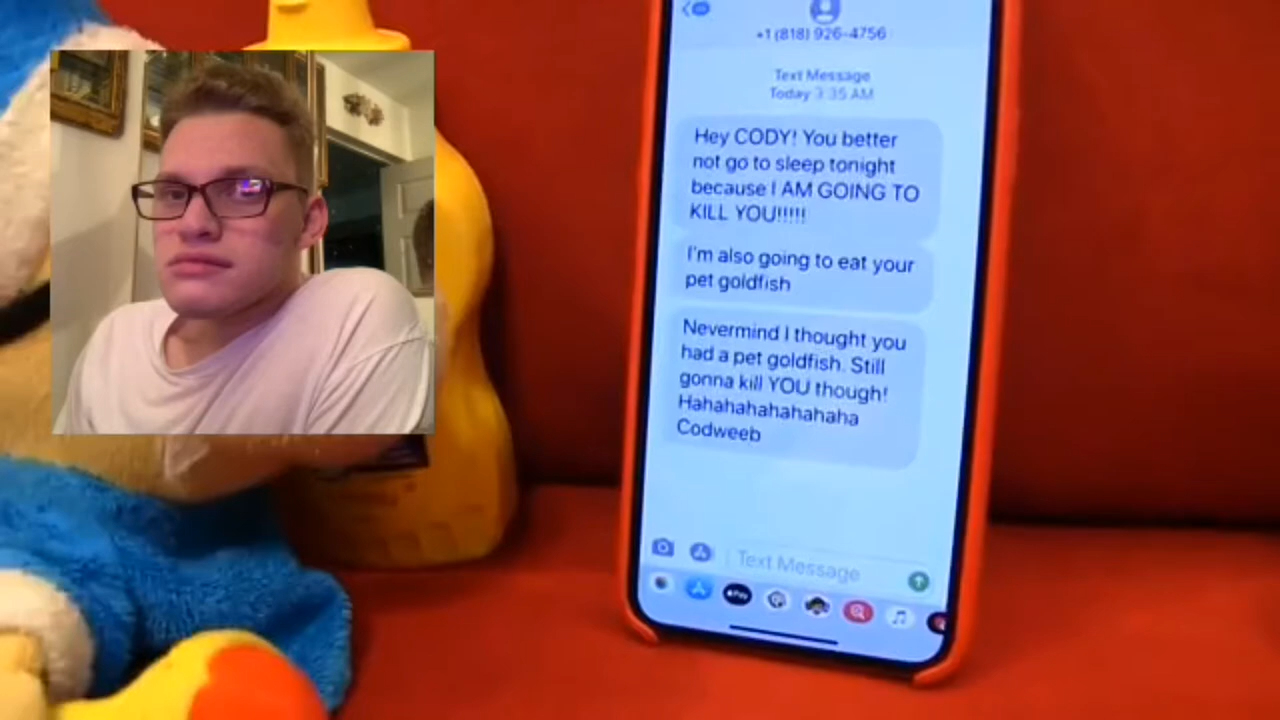 +1 (818) 926-4756
Text Message
Today 3:35 AM
Hey CODY! You better
not go to sleep tonight
because I AM GOING TO
KILL YOU!!!!!
I'm also going to eat your
pet goldfish
Nevermind I thought you
had a pet goldfish. Still
gonna kill YOU though!
Hahahahahahahaha
Codweeb
Text Message
Pay